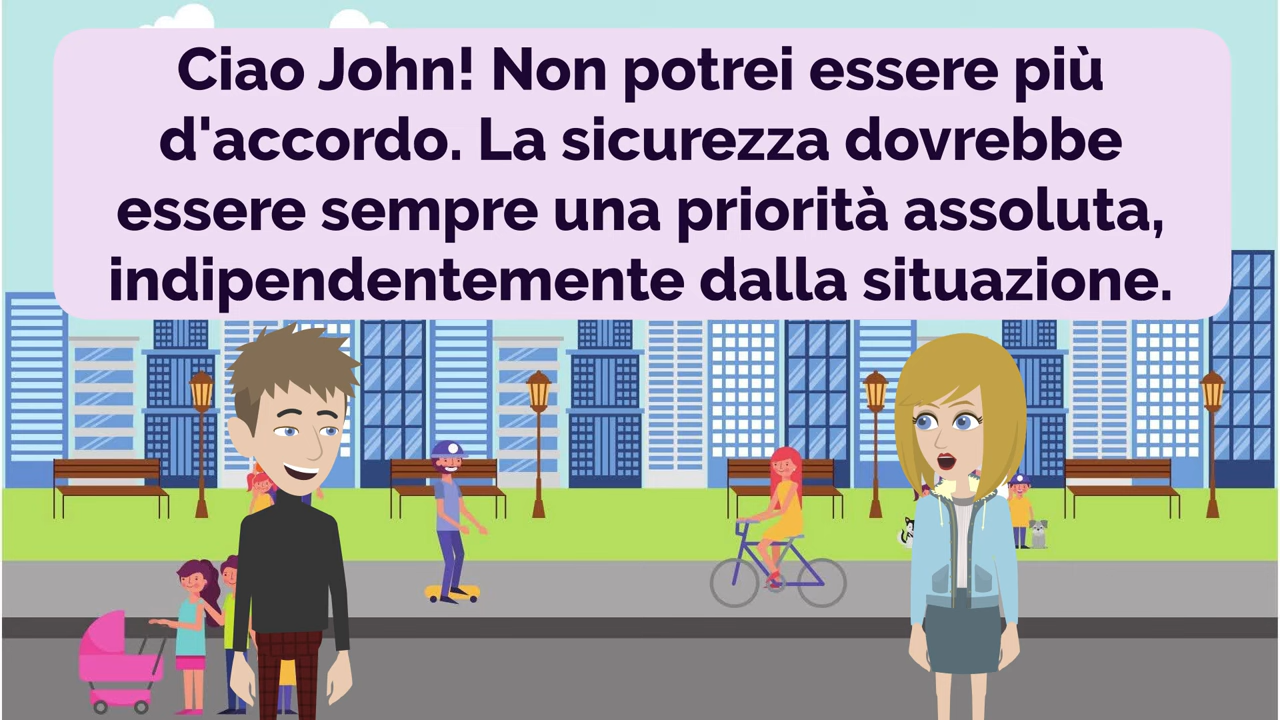 Ciao John! Non potrei essere più
d'accordo. La sicurezza dovrebbe
essere sempre una priorità assoluta,
indipendentemente dalla situazione.